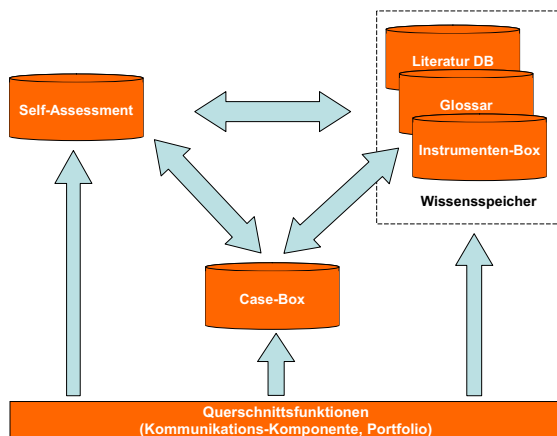 Literatur DB
Self-Assessment
Glossar
Instrumenten-Box
Wissensspeicher
Case-Box
Querschnittsfunktionen
(Kommunikations-Komponente, Portfolio)